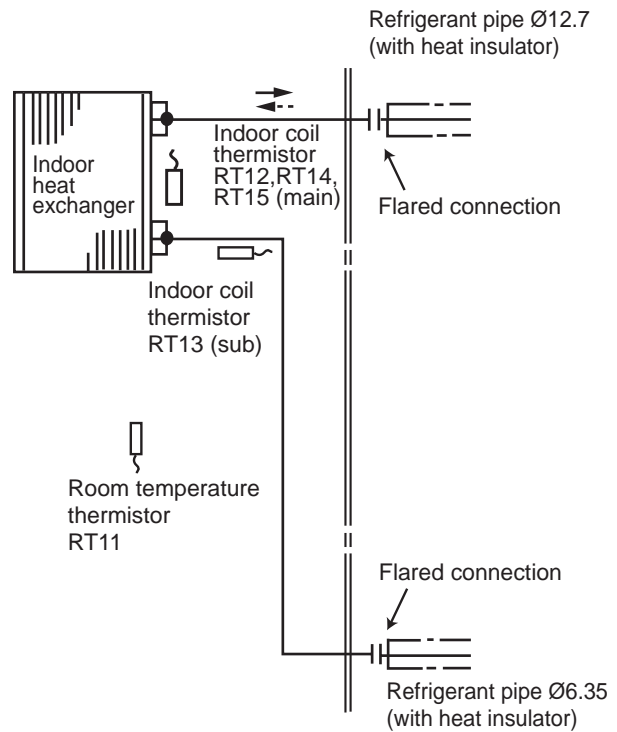 Refrigerant pipe Ø12.7
(with heat insulator)
Indoor
heat
exchanger
Indoor coil
thermistor
RT12,RT14,
RT15 (main)
Flared connection
Indoor coil
thermistor
RT13 (sub)
Room temperature
thermistor
RT11
Flared connection
Refrigerant pipe Ø6.35
(with heat insulator)